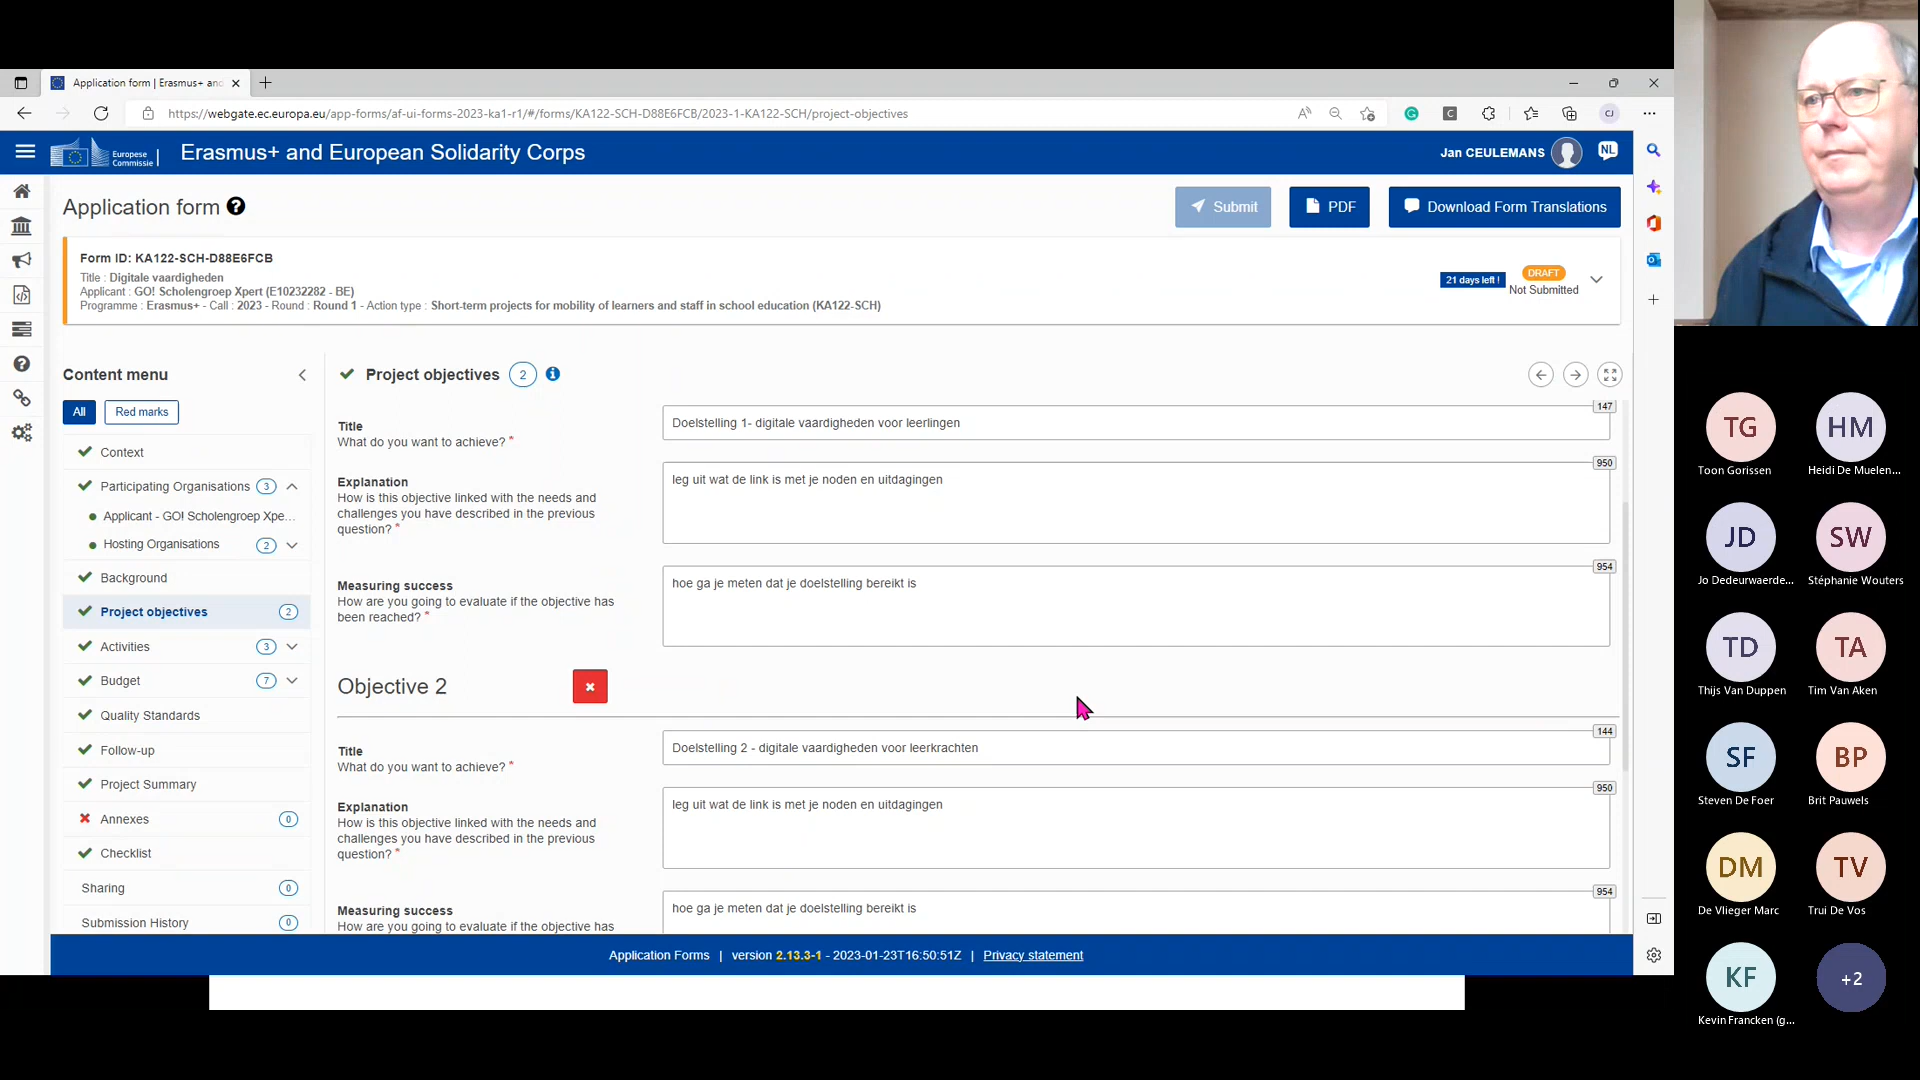 Application form | Erasmus+ and
https://webgate.ec.europa.eu/app-forms/af-ui-forms-2023-ka1-r1/#/forms/KA122-SCH-D88E6FCB/2023-1-KA122-SCH/project-objectives
CJ
Europese
Commissie
Erasmus+ and European Solidarity Corps
Jan CEULEMANS
NL
Application form
Submit
PDF
Download Form Translations
Form ID: KA122-SCH-D88E6FCB
Title : Digitale vaardigheden
Applicant : GO! Scholengroep Xpert (E10232282 - BE)
Programme : Erasmus+ - Call : 2023 - Round : Round 1 - Action type : Short-term projects for mobility of learners and staff in school education (KA122-SCH)
21 days left !
DRAFT
Not Submitted
Content menu
All
Red marks
Context
Participating Organisations 3
Applicant - GO! Scholengroep Xpe...
Hosting Organisations 2
Background
Project objectives 2
Activities 3
Budget 7
Quality Standards
Follow-up
Project Summary
Annexes 0
Checklist
Sharing 0
Submission History 0
Project objectives 2
Title
What do you want to achieve? *
147
Doelstelling 1- digitale vaardigheden voor leerlingen
Explanation
How is this objective linked with the needs and
challenges you have described in the previous
question? *
950
leg uit wat de link is met je noden en uitdagingen
Measuring success
How are you going to evaluate if the objective has
been reached? *
954
hoe ga je meten dat je doelstelling bereikt is
Objective 2
Title
What do you want to achieve? *
144
Doelstelling 2 - digitale vaardigheden voor leerkrachten
Explanation
How is this objective linked with the needs and
challenges you have described in the previous
question? *
950
leg uit wat de link is met je noden en uitdagingen
Measuring success
How are you going to evaluate if the objective has
954
hoe ga je meten dat je doelstelling bereikt is
Application Forms | version 2.13.3-1 - 2023-01-23T16:50:51Z | Privacy statement
TG
Toon Gorissen
HM
Heidi De Muelen...
JD
Jo Dedeurwaerde...
SW
Stéphanie Wouters
TD
Thijs Van Duppen
TA
Tim Van Aken
SF
Steven De Foer
BP
Brit Pauwels
DM
De Vlieger Marc
TV
Trui De Vos
KF
Kevin Francken (g...
+2